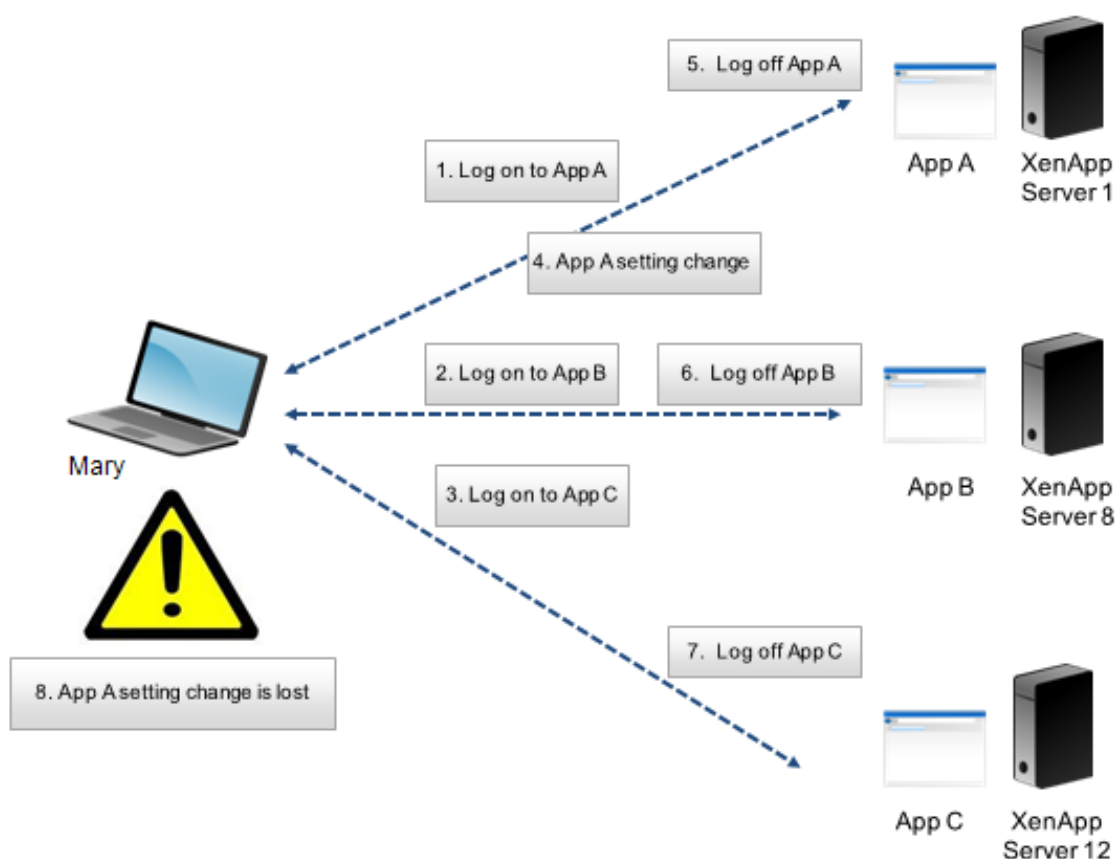 5. Log off App A
App A
XenApp
Server 1
1. Log on to App A
4. App A setting change
2. Log on to App B
6. Log off App B
Mary
3. Log on to App C
App B
XenApp
Server 8
7. Log off App C
8. App A setting change is lost
App C
XenApp
Server 12